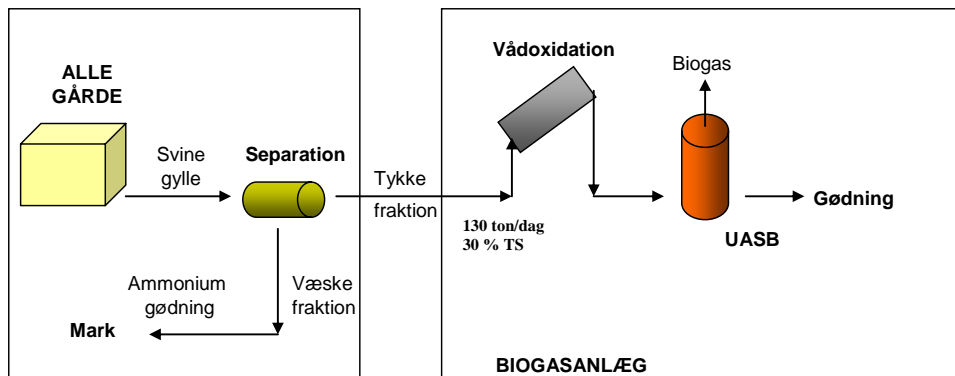 ALLE
GÅRDE
Svine
gylle
Separation
Tykke
fraktion
Væske
fraktion
Ammonium
gødning
Mark
Vådoxidation
Biogas
130 ton/dag
30 % TS
UASB
Gødning
BIOGASANLÆG